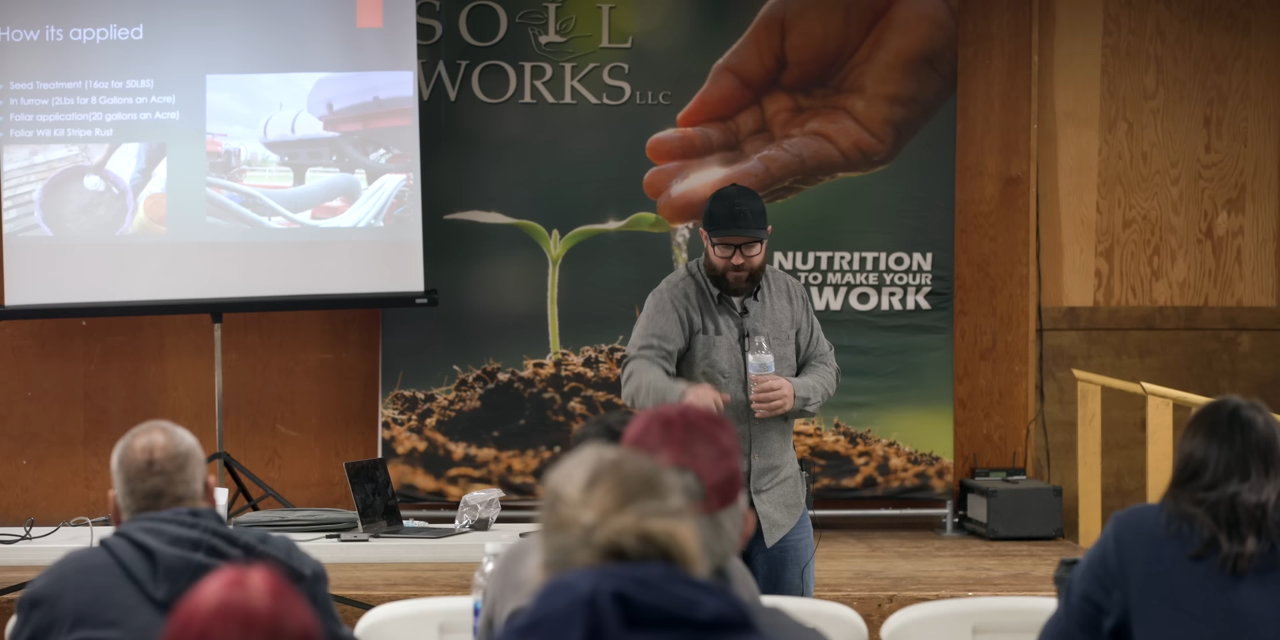 How its applied
Seed Treatment (16oz for 50LBS)
In furrow (2Lbs for 8 Gallons an Acre)
Foliar application(20 gallons an Acre)
Foliar Will Kill Stripe Rust
SOIL
WORKS LLC
NUTRITION
TO MAKE YOUR
WORK